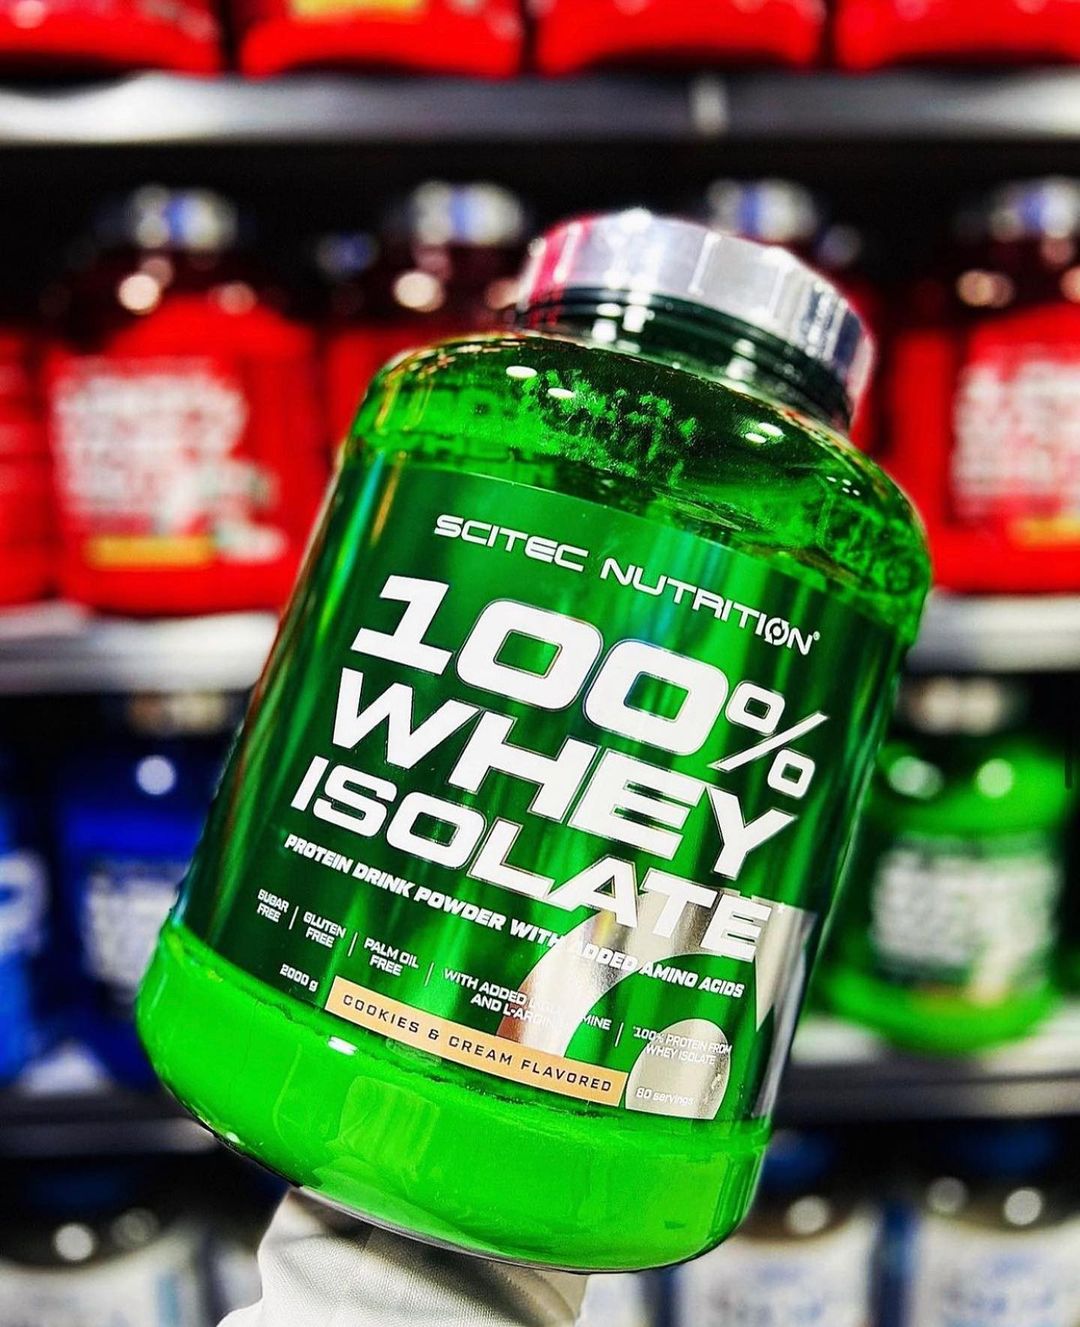 SCITEC NUTRITION®
100%
WHEY
ISOLATE
PROTEIN DRINK POWDER WITH ADDED AMINO ACIDS
SUGAR
FREE
GLUTEN
FREE
PALM OIL
FREE
WITH ADDED
AND
100% PROTEIN FROM
WHEY ISOLATE
2000 g
COOKIES & CREAM FLAVORED
80 servings